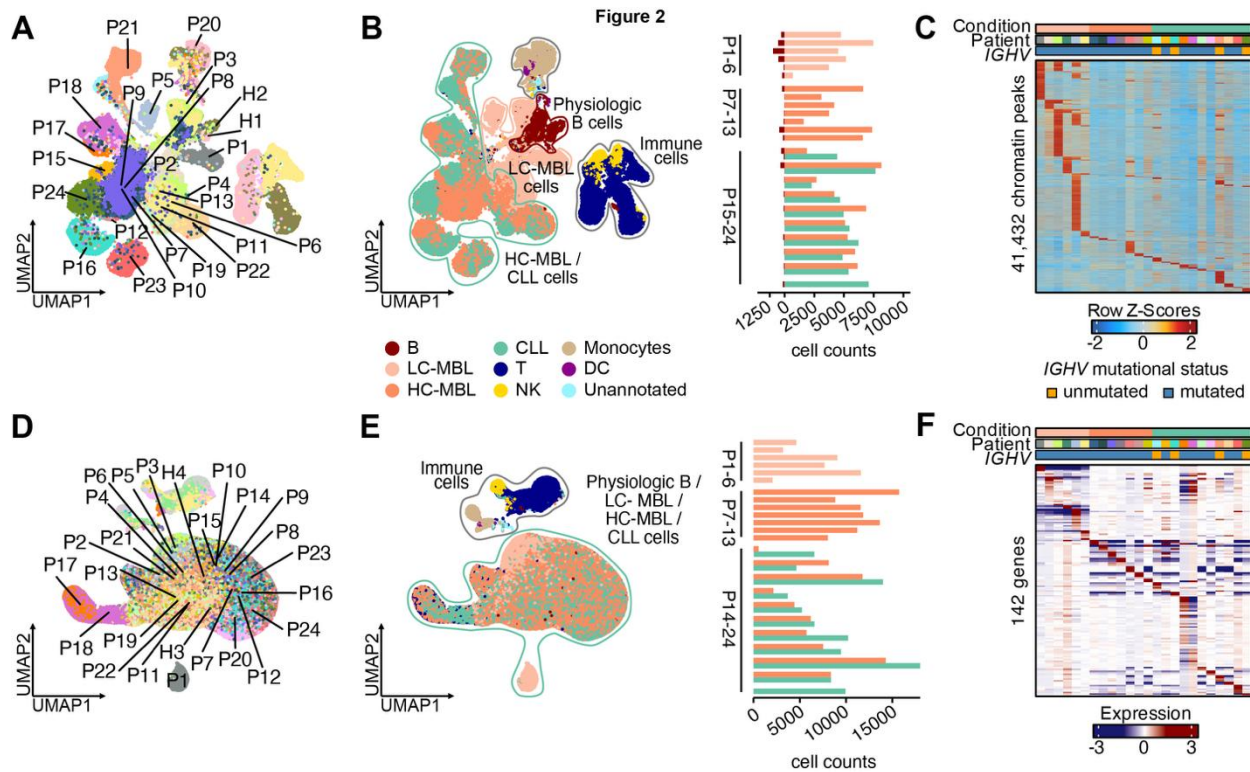 Figure 2
A
P21
P20
P3
P5
P8
P18
P9
H2
P17
H1
P15
P2
P1
P24
P4
P13
P12
P11
P6
P16
P7
P19
P22
P23
P10
UMAP2
UMAP1
B
Physiologic
B cells
Immune
cells
LC-MBL
cells
HC-MBL /
CLL cells
UMAP2
UMAP1
B
CLL
Monocytes
LC-MBL
T
DC
HC-MBL
NK
Unannotated
P1-6
P7-13
P15-24
1250
0
2500
5000
7500
10000
cell counts
C
Condition
Patient
IGHV
41,432 chromatin peaks
Row Z-Scores
-2
0
2
IGHV mutational status
unmutated
mutated
D
P3
H4
P10
P6
P5
P14
P4
P9
P15
P8
P2
P21
P23
P17
P13
P16
P19
P24
P18
H3
P7
P20
P22
P11
P12
P1
UMAP2
UMAP1
E
Immune
cells
Physiologic B /
LC- MBL /
HC-MBL /
CLL cells
UMAP2
UMAP1
P1-6
P7-13
P14-24
0
5000
10000
15000
cell counts
F
Condition
Patient
IGHV
142 genes
Expression
-3
0
3